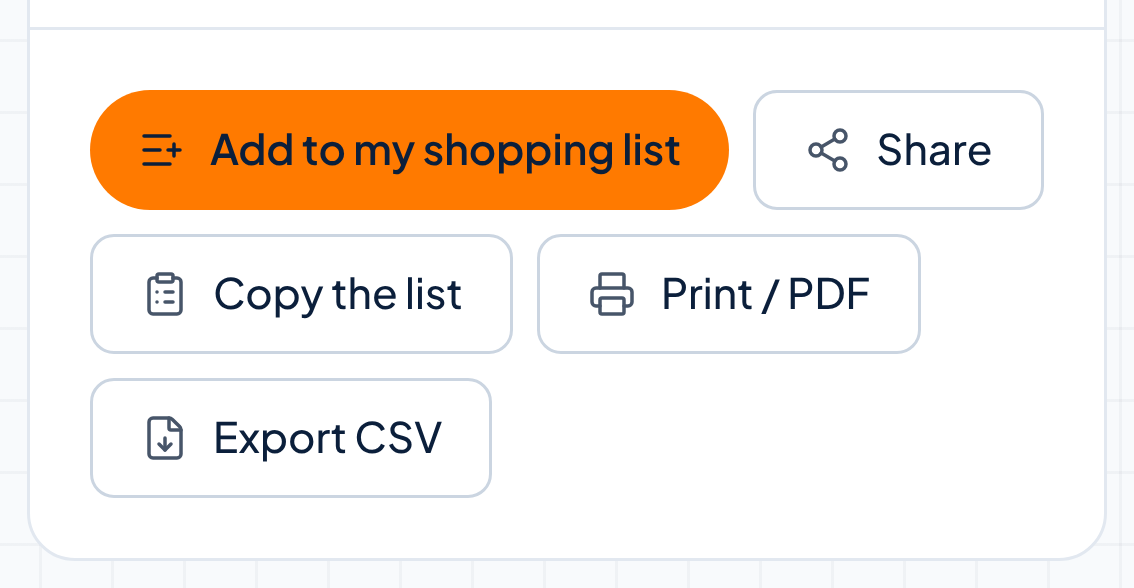 Add to my shopping list
Share
Copy the list
Print / PDF
Export CSV